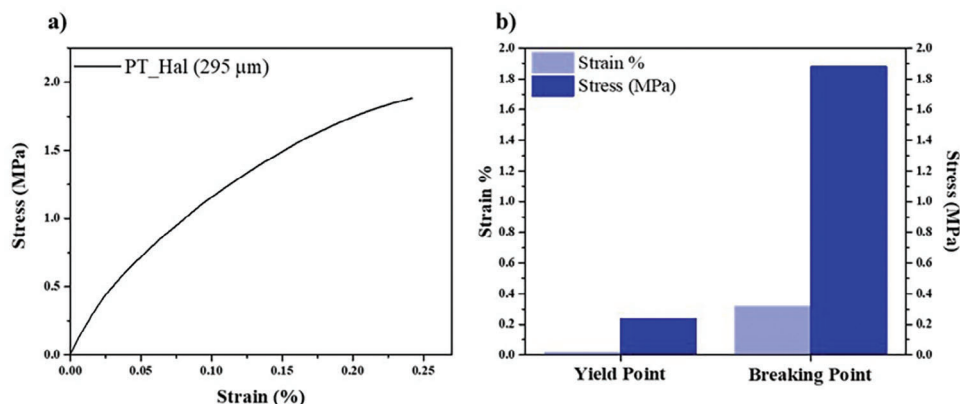 a)
PT_Hal (295 µm)
Stress (MPa)
2.0
1.5
1.0
0.5
0.0
0.00 0.05 0.10 0.15 0.20 0.25
Strain (%)
b)
Strain %
Stress (MPa)
Strain %
2.0
1.8
1.6
1.4
1.2
1.0
0.8
0.6
0.4
0.2
0.0
Yield Point Breaking Point
2.0
1.8
1.6
1.4
1.2
1.0
0.8
0.6
0.4
0.2
0.0
Stress (MPa)